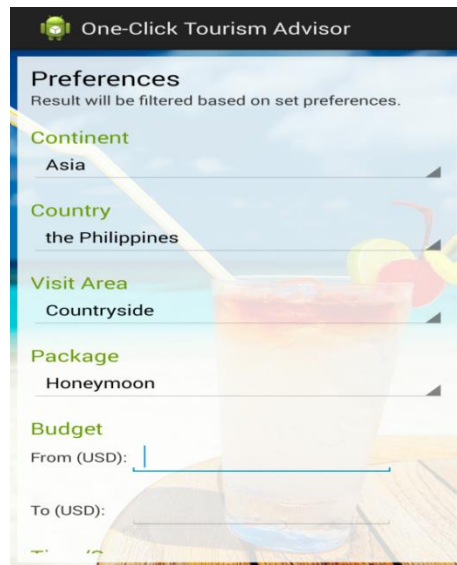 One-Click Tourism Advisor
Preferences
Result will be filtered based on set preferences.
Continent
Asia
Country
the Philippines
Visit Area
Countryside
Package
Honeymoon
Budget
From (USD):
To (USD):